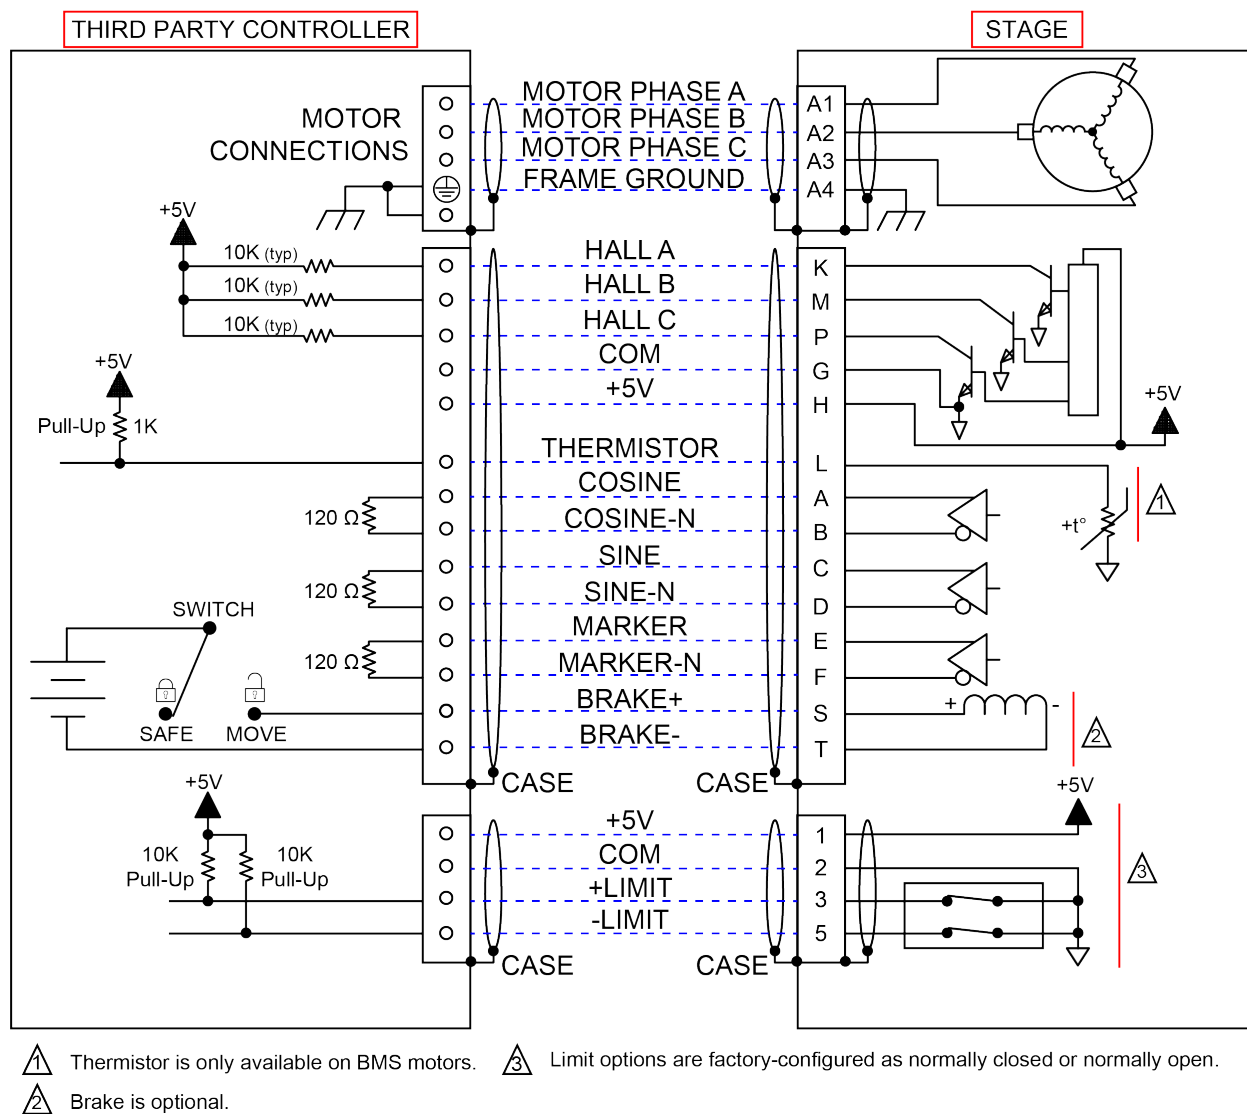 THIRD PARTY CONTROLLER
STAGE
MOTOR CONNECTIONS
MOTOR PHASE A
A1
MOTOR PHASE B
A2
MOTOR PHASE C
A3
FRAME GROUND
A4
+5V
10K (typ)
HALL A
K
10K (typ)
HALL B
M
10K (typ)
HALL C
P
COM
G
+5V
H
+5V
+5V
Pull-Up
1K
THERMISTOR
L
1
+t°
COSINE
A
120 Ω
COSINE-N
B
SINE
C
120 Ω
SINE-N
D
MARKER
E
120 Ω
MARKER-N
F
SWITCH
SAFE
MOVE
BRAKE+
S
+
-
2
BRAKE-
T
CASE
CASE
+5V
+5V
+5V
1
COM
2
10K
Pull-Up
10K
Pull-Up
+LIMIT
3
-LIMIT
5
3
CASE
CASE
1 Thermistor is only available on BMS motors.
3 Limit options are factory-configured as normally closed or normally open.
2 Brake is optional.